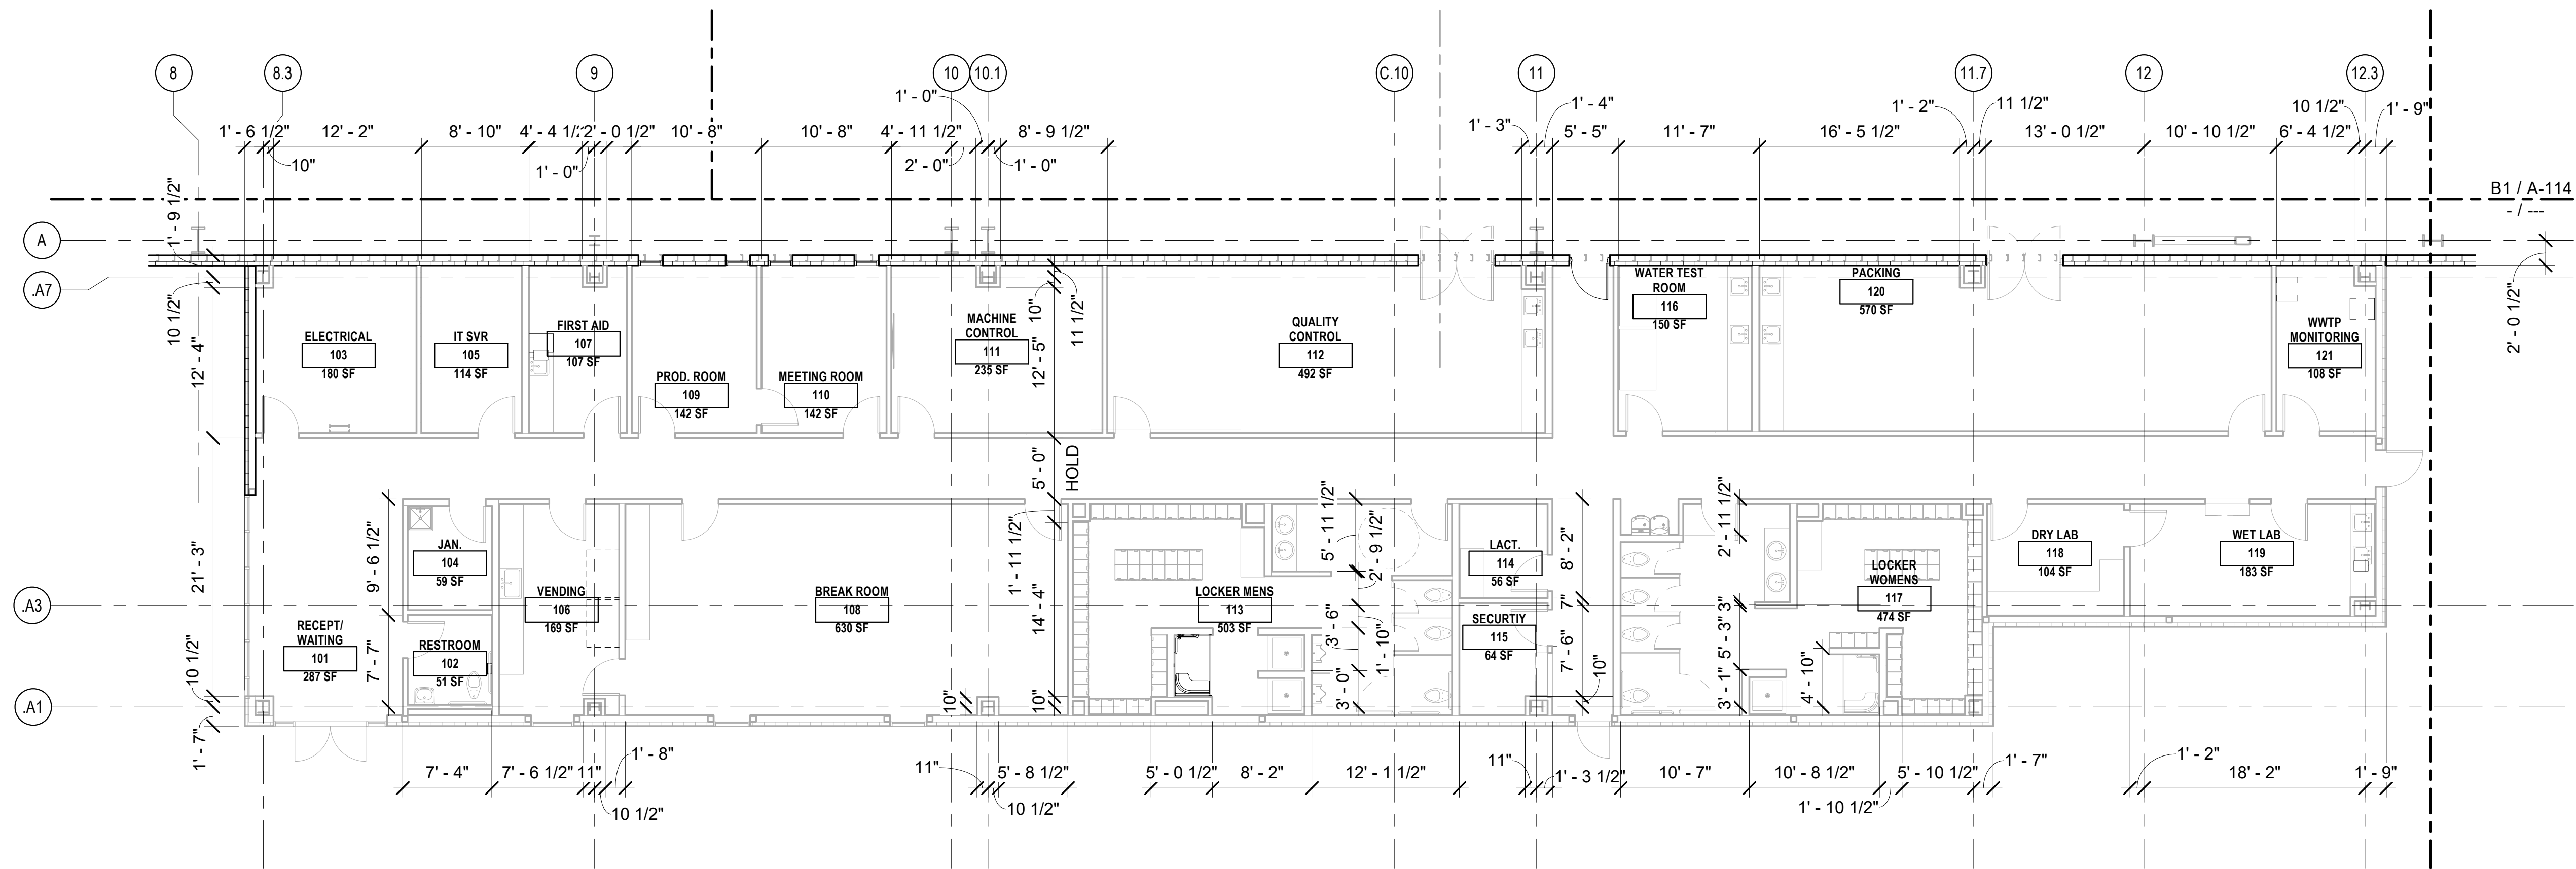 8
8.3
9
10
10.1
C.10
11
11.7
12
12.3
1' - 0"
1' - 4"
1' - 2"
11 1/2"
10 1/2"
1' - 9"
1' - 3"
1' - 6 1/2"
12' - 2"
8' - 10"
4' - 4 1/2"
2' - 0 1/2"
10' - 8"
10' - 8"
4' - 11 1/2"
8' - 9 1/2"
5' - 5"
11' - 7"
16' - 5 1/2"
13' - 0 1/2"
10' - 10 1/2"
6' - 4 1/2"
10"
1' - 0"
2' - 0"
1' - 0"
B1 / A-114
- / ---
1' - 9 1/2"
A
.A7
2' - 0 1/2"
10 1/2"
12' - 4"
10"
11 1/2"
12' - 5"
ELECTRICAL
103
180 SF
IT SVR
105
114 SF
FIRST AID
107
107 SF
PROD. ROOM
109
142 SF
MEETING ROOM
110
142 SF
MACHINE
CONTROL
111
235 SF
QUALITY
CONTROL
112
492 SF
WATER TEST
ROOM
116
150 SF
PACKING
120
570 SF
WWTP
MONITORING
121
108 SF
5' - 0"
HOLD
21' - 3"
9' - 6 1/2"
1' - 11 1/2"
14' - 4"
5' - 11 1/2"
2' - 9 1/2"
8' - 2"
7"
2' - 11 1/2"
JAN.
104
59 SF
VENDING
106
169 SF
BREAK ROOM
108
630 SF
LOCKER MENS
113
503 SF
LACT.
114
56 SF
SECURTIY
115
64 SF
LOCKER
WOMENS
117
474 SF
DRY LAB
118
104 SF
WET LAB
119
183 SF
.A3
RECEPT/
WAITING
101
287 SF
RESTROOM
102
51 SF
10 1/2"
7' - 7"
3' - 6"
1' - 10"
7' - 6"
5' - 3"
3"
4' - 10"
.A1
1' - 7"
10"
10"
3' - 0"
10"
3' - 1"
7' - 4"
7' - 6 1/2"
11"
1' - 8"
10 1/2"
11"
5' - 8 1/2"
10 1/2"
5' - 0 1/2"
8' - 2"
12' - 1 1/2"
11"
1' - 3 1/2"
10' - 7"
10' - 8 1/2"
5' - 10 1/2"
1' - 7"
1' - 10 1/2"
1' - 2"
18' - 2"
1' - 9"